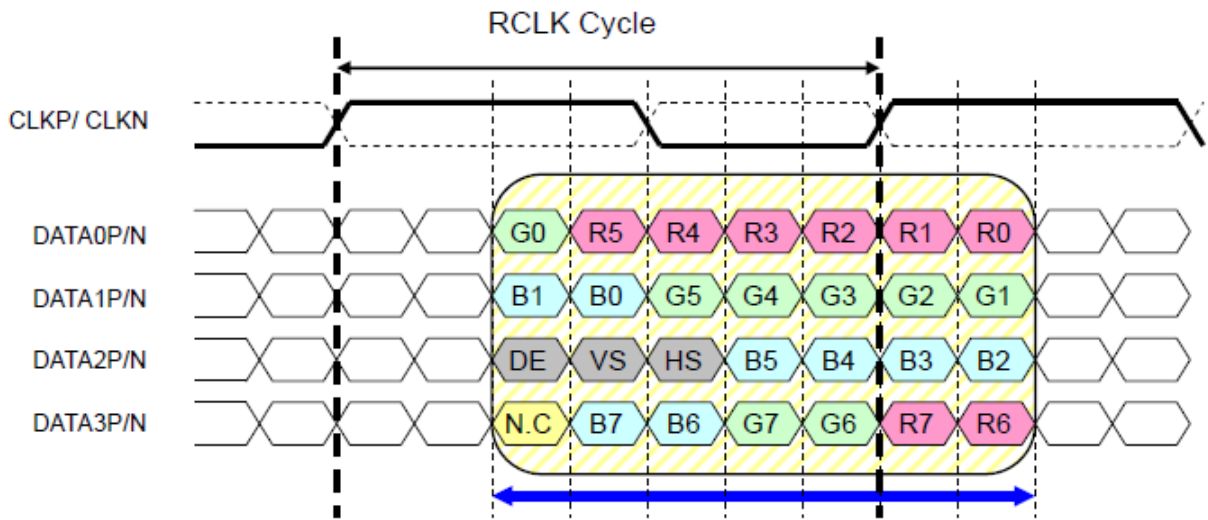 RCLK Cycle
CLKP/ CLKN
DATA0P/N G0 R5 R4 R3 R2 R1 R0
DATA1P/N B1 B0 G5 G4 G3 G2 G1
DATA2P/N DE VS HS B5 B4 B3 B2
DATA3P/N N.C B7 B6 G7 G6 R7 R6